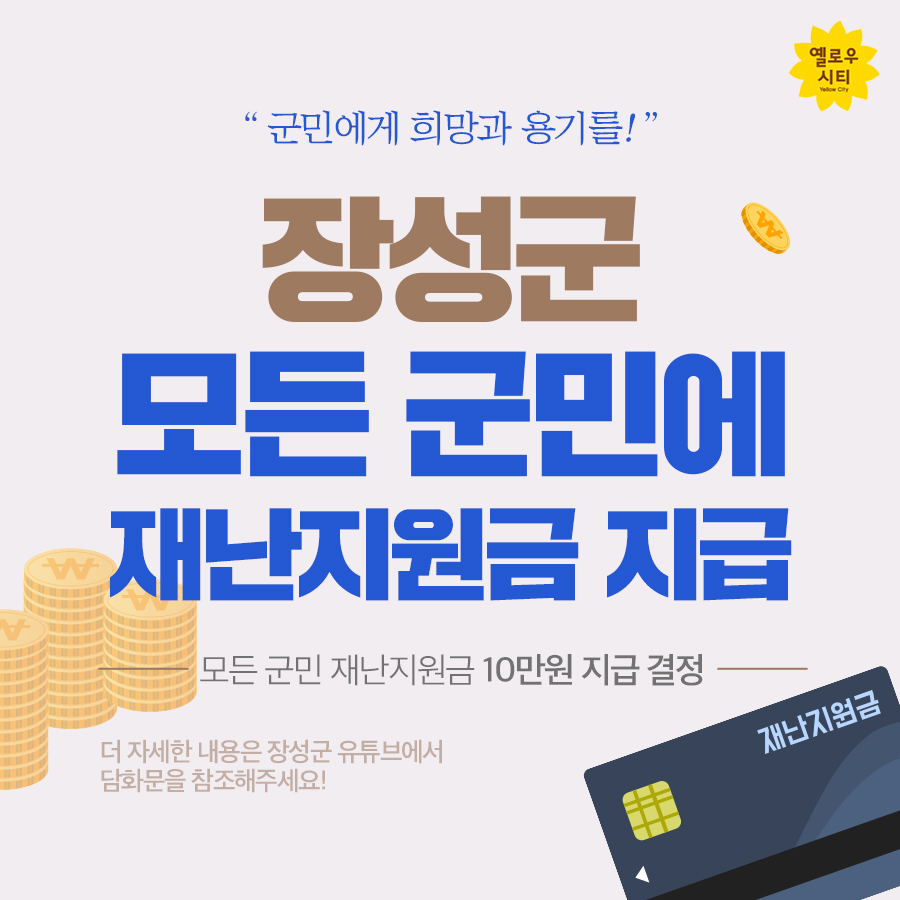 옐로우
시티
Yellow City
“ 군민에게 희망과 용기를! ”
장성군
모든 군민에
재난지원금 지급
모든 군민 재난지원금 10만원 지급 결정
더 자세한 내용은 장성군 유튜브에서
담화문을 참조해주세요!
재난지원금
₩
₩
₩
₩